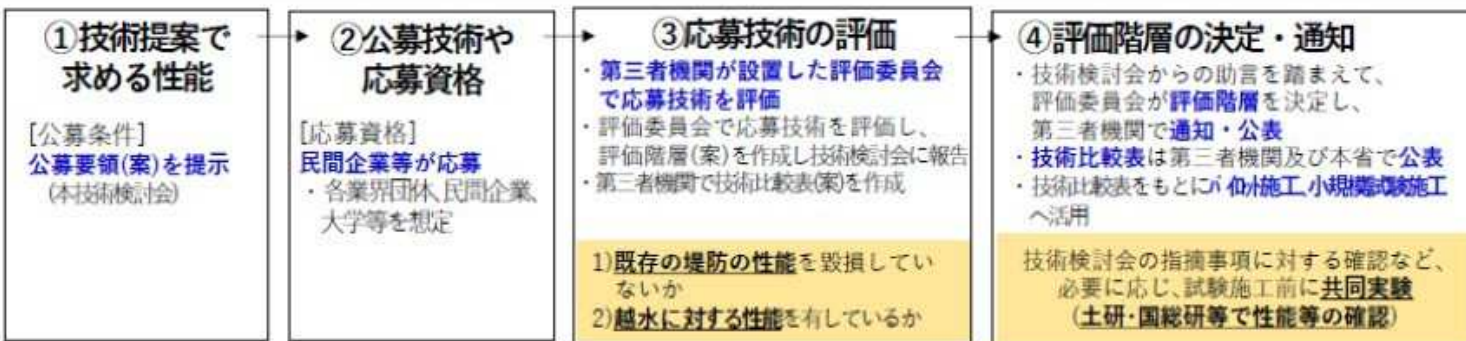 ①技術提案で
求める性能
[公募条件]
公募要領(案)を提示
(本技術検討会)
②公募技術や
応募資格
[応募資格]
民間企業等が応募
・各業界団体、民間企業、
大学等を想定
③応募技術の評価
・第三者機関が設置した評価委員会
で応募技術を評価
・評価委員会で応募技術を評価し、
評価階層(案)を作成し技術検討会に報告
・第三者機関で技術比較表(案)を作成
1)既存の堤防の性能を毀損してい
ないか
2)越水に対する性能を有しているか
④評価階層の決定・通知
・技術検討会からの助言を踏まえて、
評価委員会が評価階層を決定し、
第三者機関で通知・公表
・技術比較表は第三者機関及び本省で公表
・技術比較表をもとにパイロット施工、小規模試験施工
へ活用
技術検討会の指摘事項に対する確認など、
必要に応じ、試験施工前に共同実験
(土研・国総研等で性能等の確認)